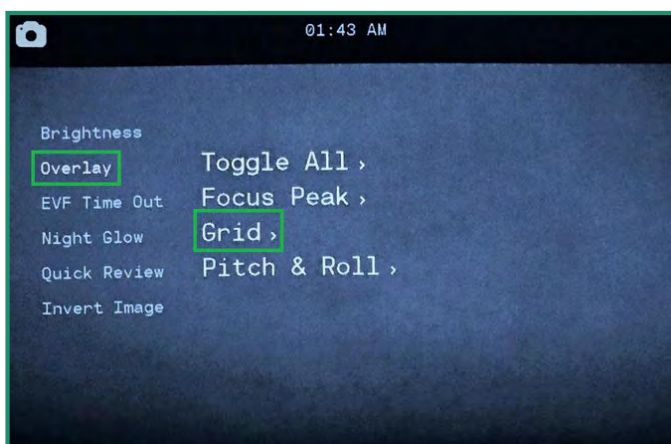 01:43 AM
Brightness
Overlay
EVF Time Out
Night Glow
Quick Review
Invert Image
Toggle All ›
Focus Peak ›
Grid ›
Pitch & Roll ›